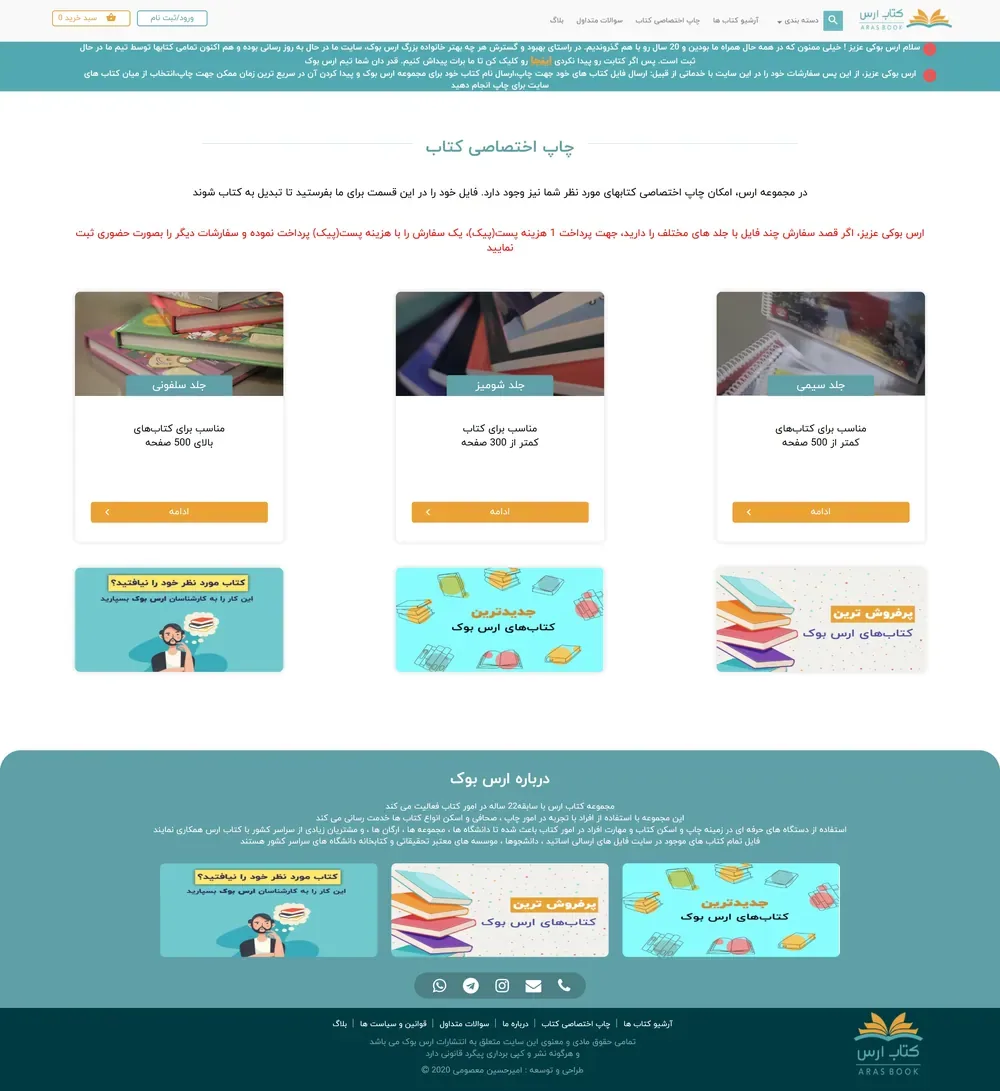 کتاب ارس
ARAS BOOK
دسته بندی
آرشیو کتاب ها
چاپ اختصاصی کتاب
سوالات متداول
بلاگ
ورود/ثبت نام
سبد خرید 0
سلام ارس بوکی عزیز ! خیلی ممنون که در همه حال همراه ما بودین و 20 سال رو با هم گذروندیم. در راستای بهبود و گسترش هر چه بهتر خانواده بزرگ ارس بوک، سایت ما در حال به روز رسانی بوده و هم اکنون تمامی کتابها توسط تیم ما در حال
ثبت است. پس اگر کتابت رو پیدا نکردی اینجا رو کلیک کن تا ما برات پیداش کنیم. قدر دان شما تیم ارس بوک
ارس بوکی عزیز، از این پس سفارشات خود را در این سایت با خدماتی از قبیل: ارسال فایل کتاب های خود جهت چاپ،ارسال نام کتاب خود برای مجموعه ارس بوک و پیدا کردن آن در سریع ترین زمان ممکن جهت چاپ،انتخاب از میان کتاب های
سایت برای چاپ انجام دهید
چاپ اختصاصی کتاب
در مجموعه ارس، امکان چاپ اختصاصی کتابهای مورد نظر شما نیز وجود دارد. فایل خود را در این قسمت برای ما بفرستید تا تبدیل به کتاب شوند
ارس بوکی عزیز، اگر قصد سفارش چند فایل با جلد های مختلف را دارید، جهت پرداخت 1 هزینه پست(پیک)، یک سفارش را با هزینه پست(پیک) پرداخت نموده و سفارشات دیگر را بصورت حضوری ثبت
نمایید
جلد سیمی
مناسب برای کتاب‌های
کمتر از 500 صفحه
ادامه
جلد شومیز
مناسب برای کتاب
کمتر از 300 صفحه
ادامه
جلد سلفونی
مناسب برای کتاب‌های
بالای 500 صفحه
ادامه
پرفروش ترین
کتاب‌های ارس بوک
جدیدترین
کتاب‌های ارس بوک
کتاب مورد نظر خود را نیافتید؟
این کار را به کارشناسان ارس بوک بسپارید
درباره ارس بوک
مجموعه کتاب ارس با سابقه22 ساله در امور کتاب فعالیت می کند
این مجموعه با استفاده از افراد با تجربه در امور چاپ ، صحافی و اسکن انواع کتاب ها خدمت رسانی می کند
استفاده از دستگاه های حرفه ای در زمینه چاپ و اسکن کتاب و مهارت افراد در امور کتاب باعث شده تا دانشگاه ها ، مجموعه ها ، ارگان ها ، و مشتریان زیادی از سراسر کشور با کتاب ارس همکاری نمایند
فایل تمام کتاب های موجود در سایت فایل های ارسالی اساتید ، دانشجوها ، موسسه های معتبر تحقیقاتی و کتابخانه دانشگاه های سراسر کشور هستند
جدیدترین
کتاب‌های ارس بوک
پرفروش ترین
کتاب‌های ارس بوک
کتاب مورد نظر خود را نیافتید؟
این کار را به کارشناسان ارس بوک بسپارید
کتاب ارس
ARAS BOOK
آرشیو کتاب ها | چاپ اختصاصی کتاب | درباره ما | سوالات متداول | قوانین و سیاست ها | بلاگ
تمامی حقوق مادی و معنوی این سایت متعلق به انتشارات ارس بوک می باشد
و هرگونه نشر و کپی برداری پیگرد قانونی دارد
طراحی و توسعه : امیرحسین معصومی 2020 ©